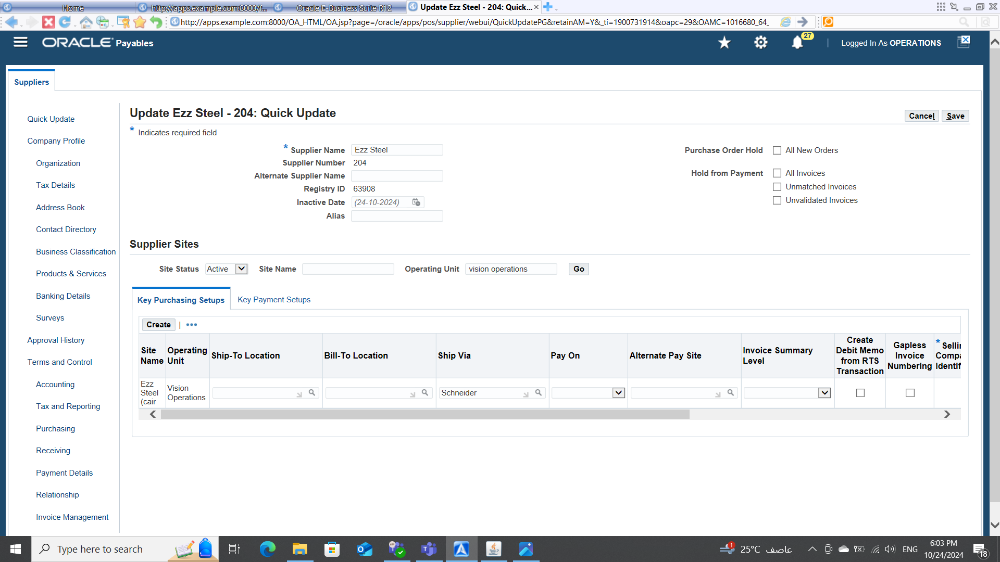 Home
http://apps.example.com:8000/f...
Oracle E-Business Suite R12
Update Ezz Steel - 204: Quick...
http://apps.example.com:8000/OA_HTML/OA.jsp?page=/oracle/apps/pos/supplier/webui/QuickUpdatePG&retainAM=Y&_ti=1900731914&oapc=29&OAMC=1016680_64_
ORACLE Payables
27
Logged In As OPERATIONS
Suppliers
Quick Update
Company Profile
Organization
Tax Details
Address Book
Contact Directory
Business Classification
Products & Services
Banking Details
Surveys
Approval History
Terms and Control
Accounting
Tax and Reporting
Purchasing
Receiving
Payment Details
Relationship
Invoice Management
Update Ezz Steel - 204: Quick Update
Cancel
Save
* Indicates required field
* Supplier Name Ezz Steel
Supplier Number 204
Alternate Supplier Name
Registry ID 63908
Inactive Date (24-10-2024)
Alias
Purchase Order Hold All New Orders
Hold from Payment All Invoices
Unmatched Invoices
Unvalidated Invoices
Supplier Sites
Site Status Active Site Name Operating Unit vision operations Go
Key Purchasing Setups
Key Payment Setups
Create | •••
Site Name
Operating Unit
Ship-To Location
Bill-To Location
Ship Via
Pay On
Alternate Pay Site
Invoice Summary Level
Create Debit Memo from RTS Transaction
Gapless Invoice Numbering
* Sellin
Compa
Identif
Ezz Steel (cair
Vision Operations
Schneider
Type here to search
1
25°C عاصف
ENG
6:03 PM
10/24/2024
18